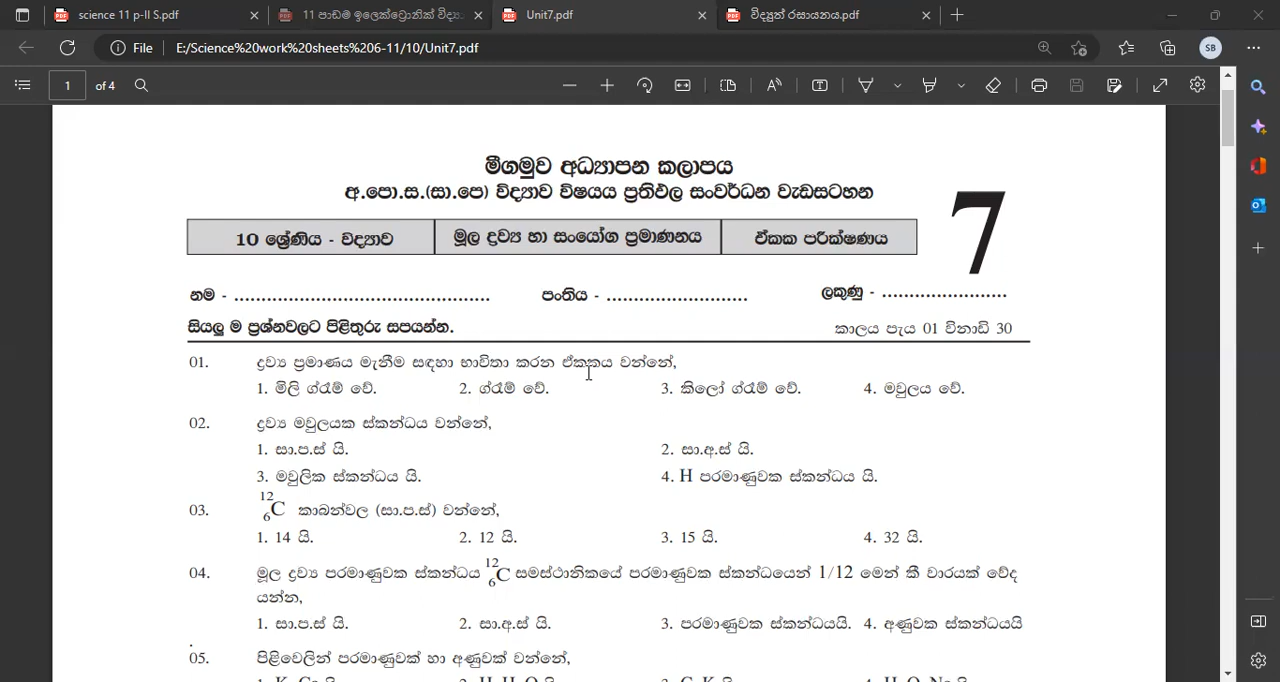 science 11 p-II S.pdf
11 පාඩම ඉලෙක්ට්‍රොනික් විද්‍යා
Unit7.pdf
විද්‍යුත් රසායනය.pdf
File
E:/Science%20work%20sheets%206-11/10/Unit7.pdf
SB
1 of 4
මීගමුව අධ්‍යාපන කලාපය
අ.පො.ස.(සා.පෙ) විද්‍යාව විෂයය ප්‍රතිඵල සංවර්ධන වැඩසටහන
7
10 ශ්‍රේණිය - විද්‍යාව මූල ද්‍රව්‍ය හා සංයෝග ප්‍රමාණනය ඒකක පරීක්ෂණය
නම - ................................................ පංතිය - .......................... ලකුණු - .......................
සියලු ම ප්‍රශ්නවලට පිළිතුරු සපයන්න. කාලය පැය 01 විනාඩි 30
01. ද්‍රව්‍ය ප්‍රමාණය මැනීම සඳහා භාවිතා කරන ඒකකය වන්නේ,
1. මිලි ග්රෑම් වේ. 2. ග්රෑම් වේ. 3. කිලෝ ග්රෑම් වේ. 4. මවුලය වේ.
02. ද්‍රව්‍ය මවුලයක ස්කන්ධය වන්නේ,
1. සා.ප.ස් යි. 2. සා.අ.ස් යි.
3. මවුලික ස්කන්ධය යි. 4. H පරමාණුවක ස්කන්ධය යි.
03. ¹²₆C කාබන්වල (සා.ප.ස්) වන්නේ,
1. 14 යි. 2. 12 යි. 3. 15 යි. 4. 32 යි.
04. මූල ද්‍රව්‍ය පරමාණුවක ස්කන්ධය ¹²₆C සමස්ථානිකයේ පරමාණුවක ස්කන්ධයෙන් 1/12 මෙන් කී වාරයක් වේද
යන්න,
1. සා.ප.ස් යි. 2. සා.අ.ස් යි. 3. පරමාණුවක ස්කන්ධයයි. 4. අණුවක ස්කන්ධයයි
05. පිළිවෙලින් පරමාණුවක් හා අණුවක් වන්නේ,